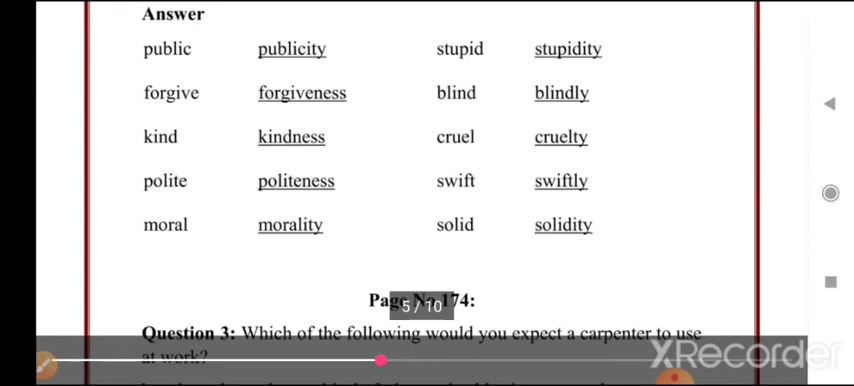 Answer
public publicity stupid stupidity
forgive forgiveness blind blindly
kind kindness cruel cruelty
polite politeness swift swiftly
moral morality solid solidity
Page No 174:
5 / 10
Question 3: Which of the following would you expect a carpenter to use
at work?
XRecorder